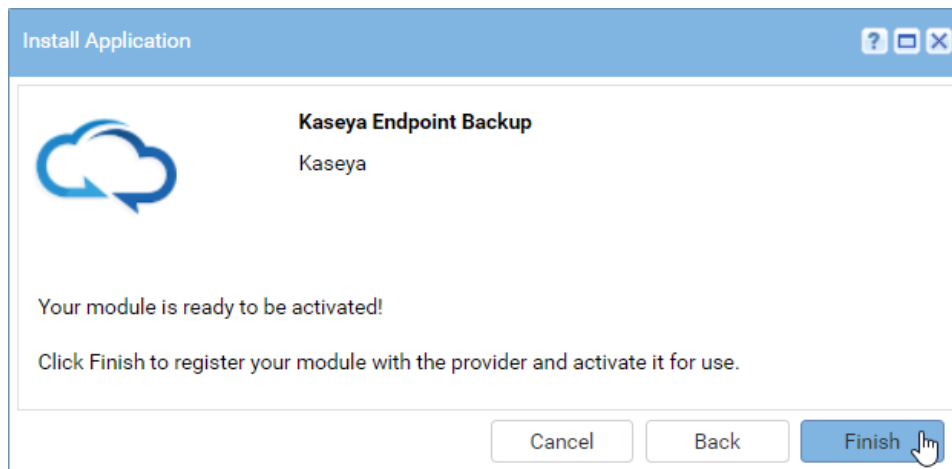 Install Application
?
Kaseya Endpoint Backup
Kaseya
Your module is ready to be activated!
Click Finish to register your module with the provider and activate it for use.
Cancel
Back
Finish